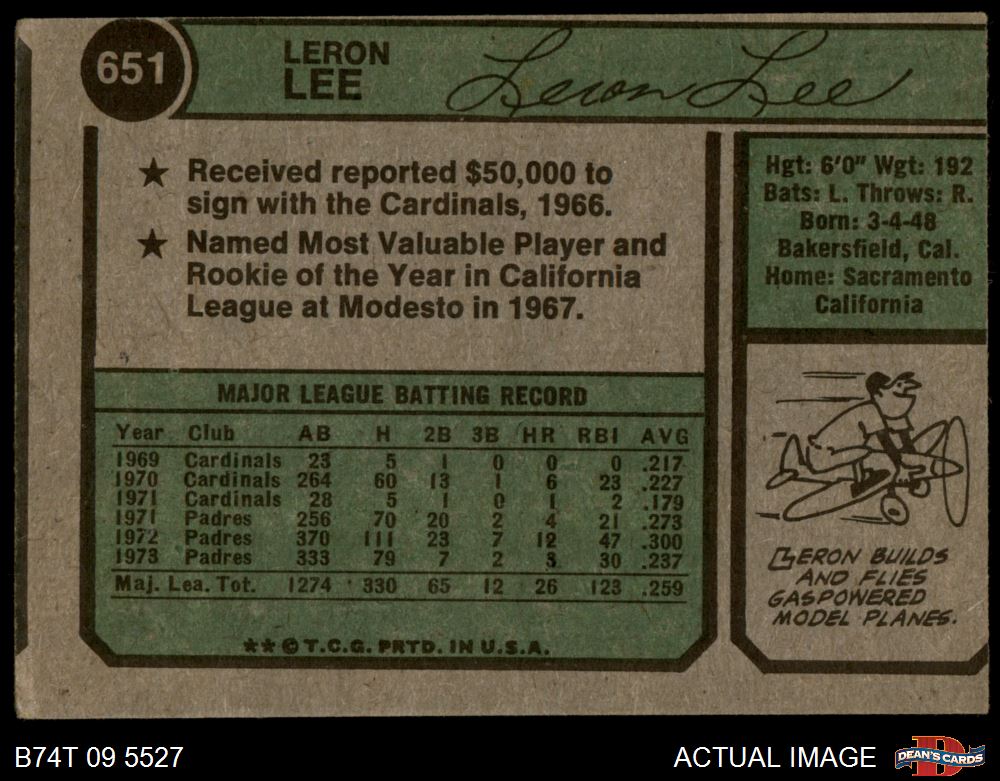 651
LERON
LEE
Leron Lee
★ Received reported $50,000 to
sign with the Cardinals, 1966.
★ Named Most Valuable Player and
Rookie of the Year in California
League at Modesto in 1967.
Hgt: 6'0" Wgt: 192
Bats: L. Throws: R.
Born: 3-4-48
Bakersfield, Cal.
Home: Sacramento
California
MAJOR LEAGUE BATTING RECORD
Year Club AB H 2B 3B HR RBI AVG
1969 Cardinals 23 5 1 0 0 0 .217
1970 Cardinals 264 60 13 1 6 23 .227
1971 Cardinals 28 5 1 0 1 2 .179
1971 Padres 256 70 20 2 4 21 .273
1972 Padres 370 111 23 7 12 47 .300
1973 Padres 333 79 7 2 3 30 .237
Maj. Lea. Tot. 1274 330 65 12 26 123 .259
**©T.C.G. PRTD. IN U.S.A.
LERON BUILDS
AND FLIES
GASPOWERED
MODEL PLANES.
B74T 09 5527
ACTUAL IMAGE
D
DEAN'S CARDS